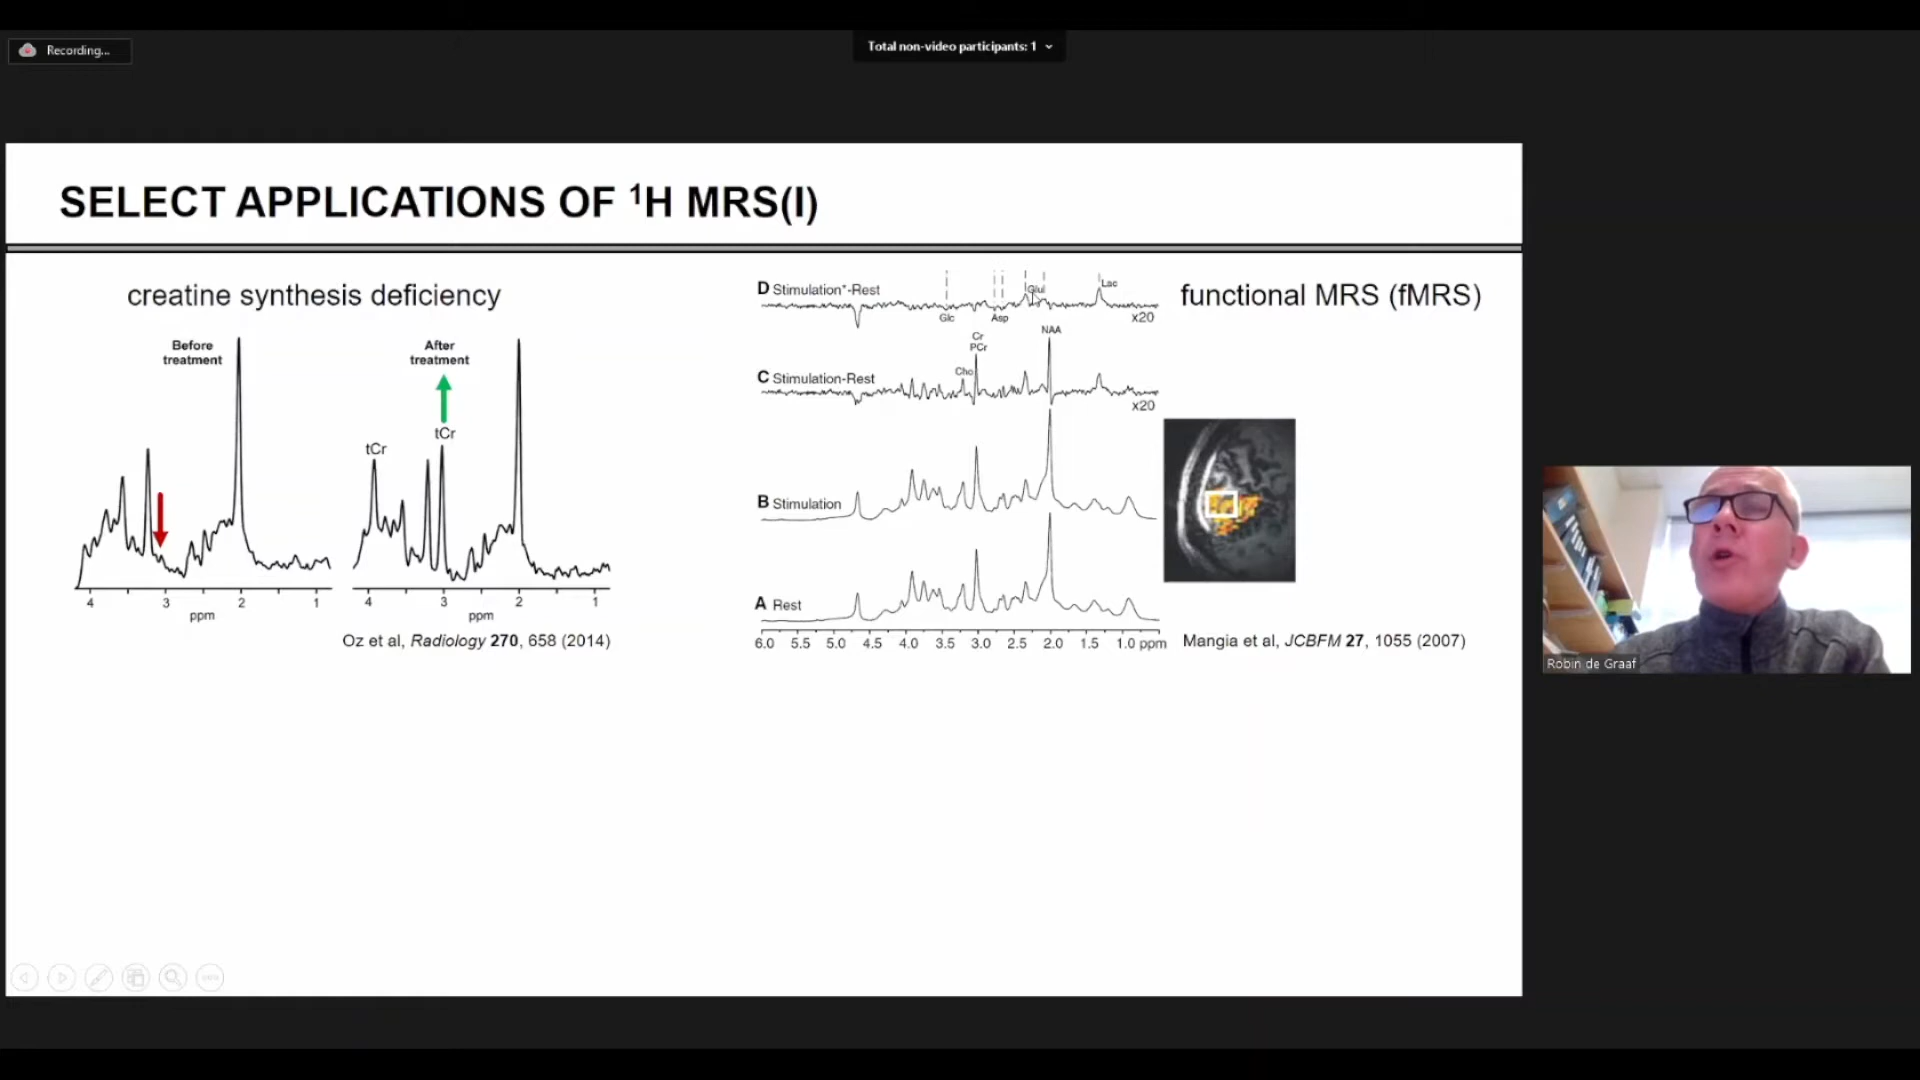 Recording...
Total non-video participants: 1
SELECT APPLICATIONS OF ¹H MRS(I)
creatine synthesis deficiency
Before
treatment
After
treatment
tCr
tCr
4 3 2 1
ppm
4 3 2 1
ppm
Oz et al, Radiology 270, 658 (2014)
functional MRS (fMRS)
D Stimulation*-Rest
Glc
Asp
Glu
Lac
x20
C Stimulation-Rest
Cho
Cr
PCr
NAA
x20
B Stimulation
A Rest
6.0 5.5 5.0 4.5 4.0 3.5 3.0 2.5 2.0 1.5 1.0 ppm
Mangia et al, JCBFM 27, 1055 (2007)
Robin de Graaf